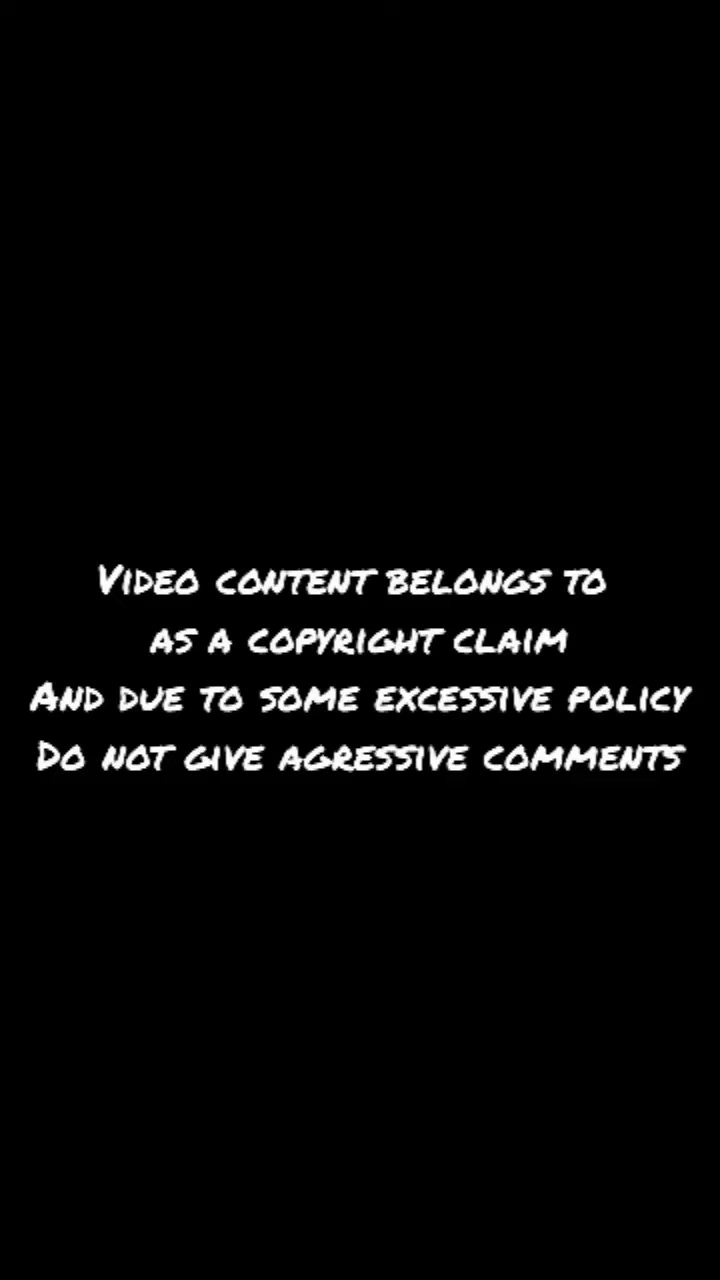 Video content belongs to
as a copyright claim
And due to some excessive policy
Do not give agressive comments